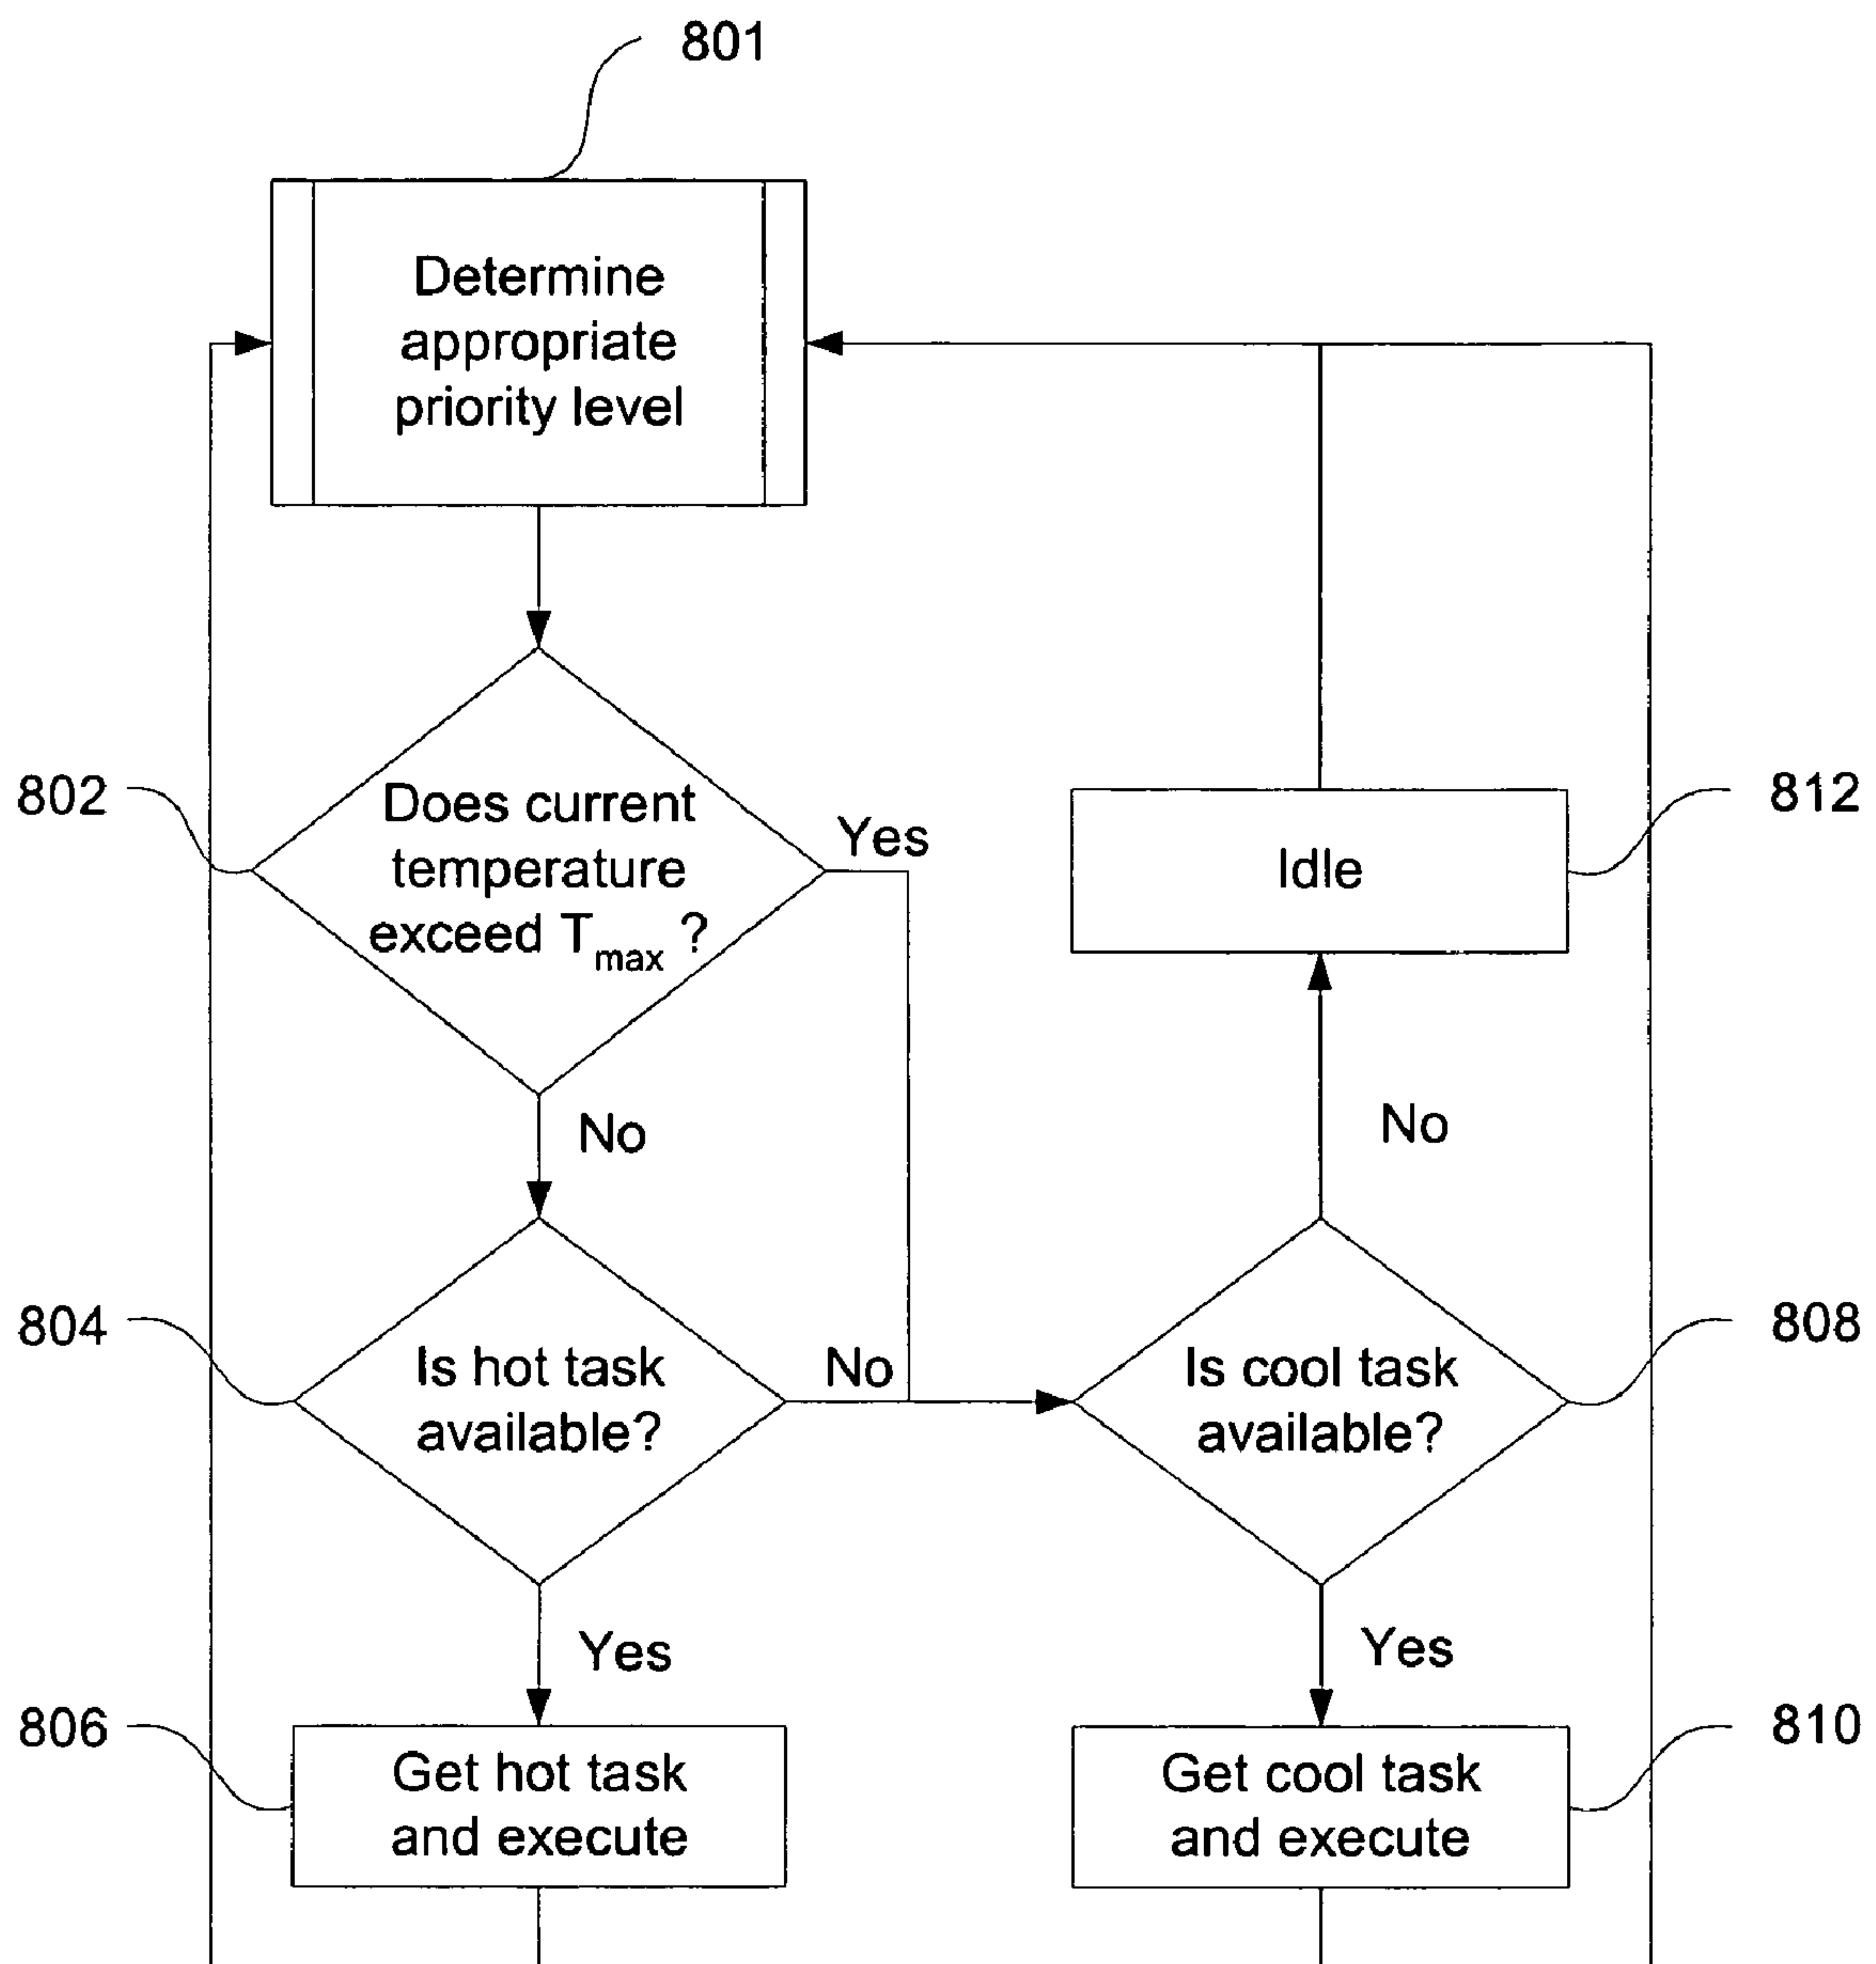 801
Determine
appropriate
priority level
802
Does current
temperature
exceed Tmax ?
Yes
812
Idle
No
No
804
Is hot task
available?
No
808
Is cool task
available?
Yes
Yes
806
Get hot task
and execute
810
Get cool task
and execute